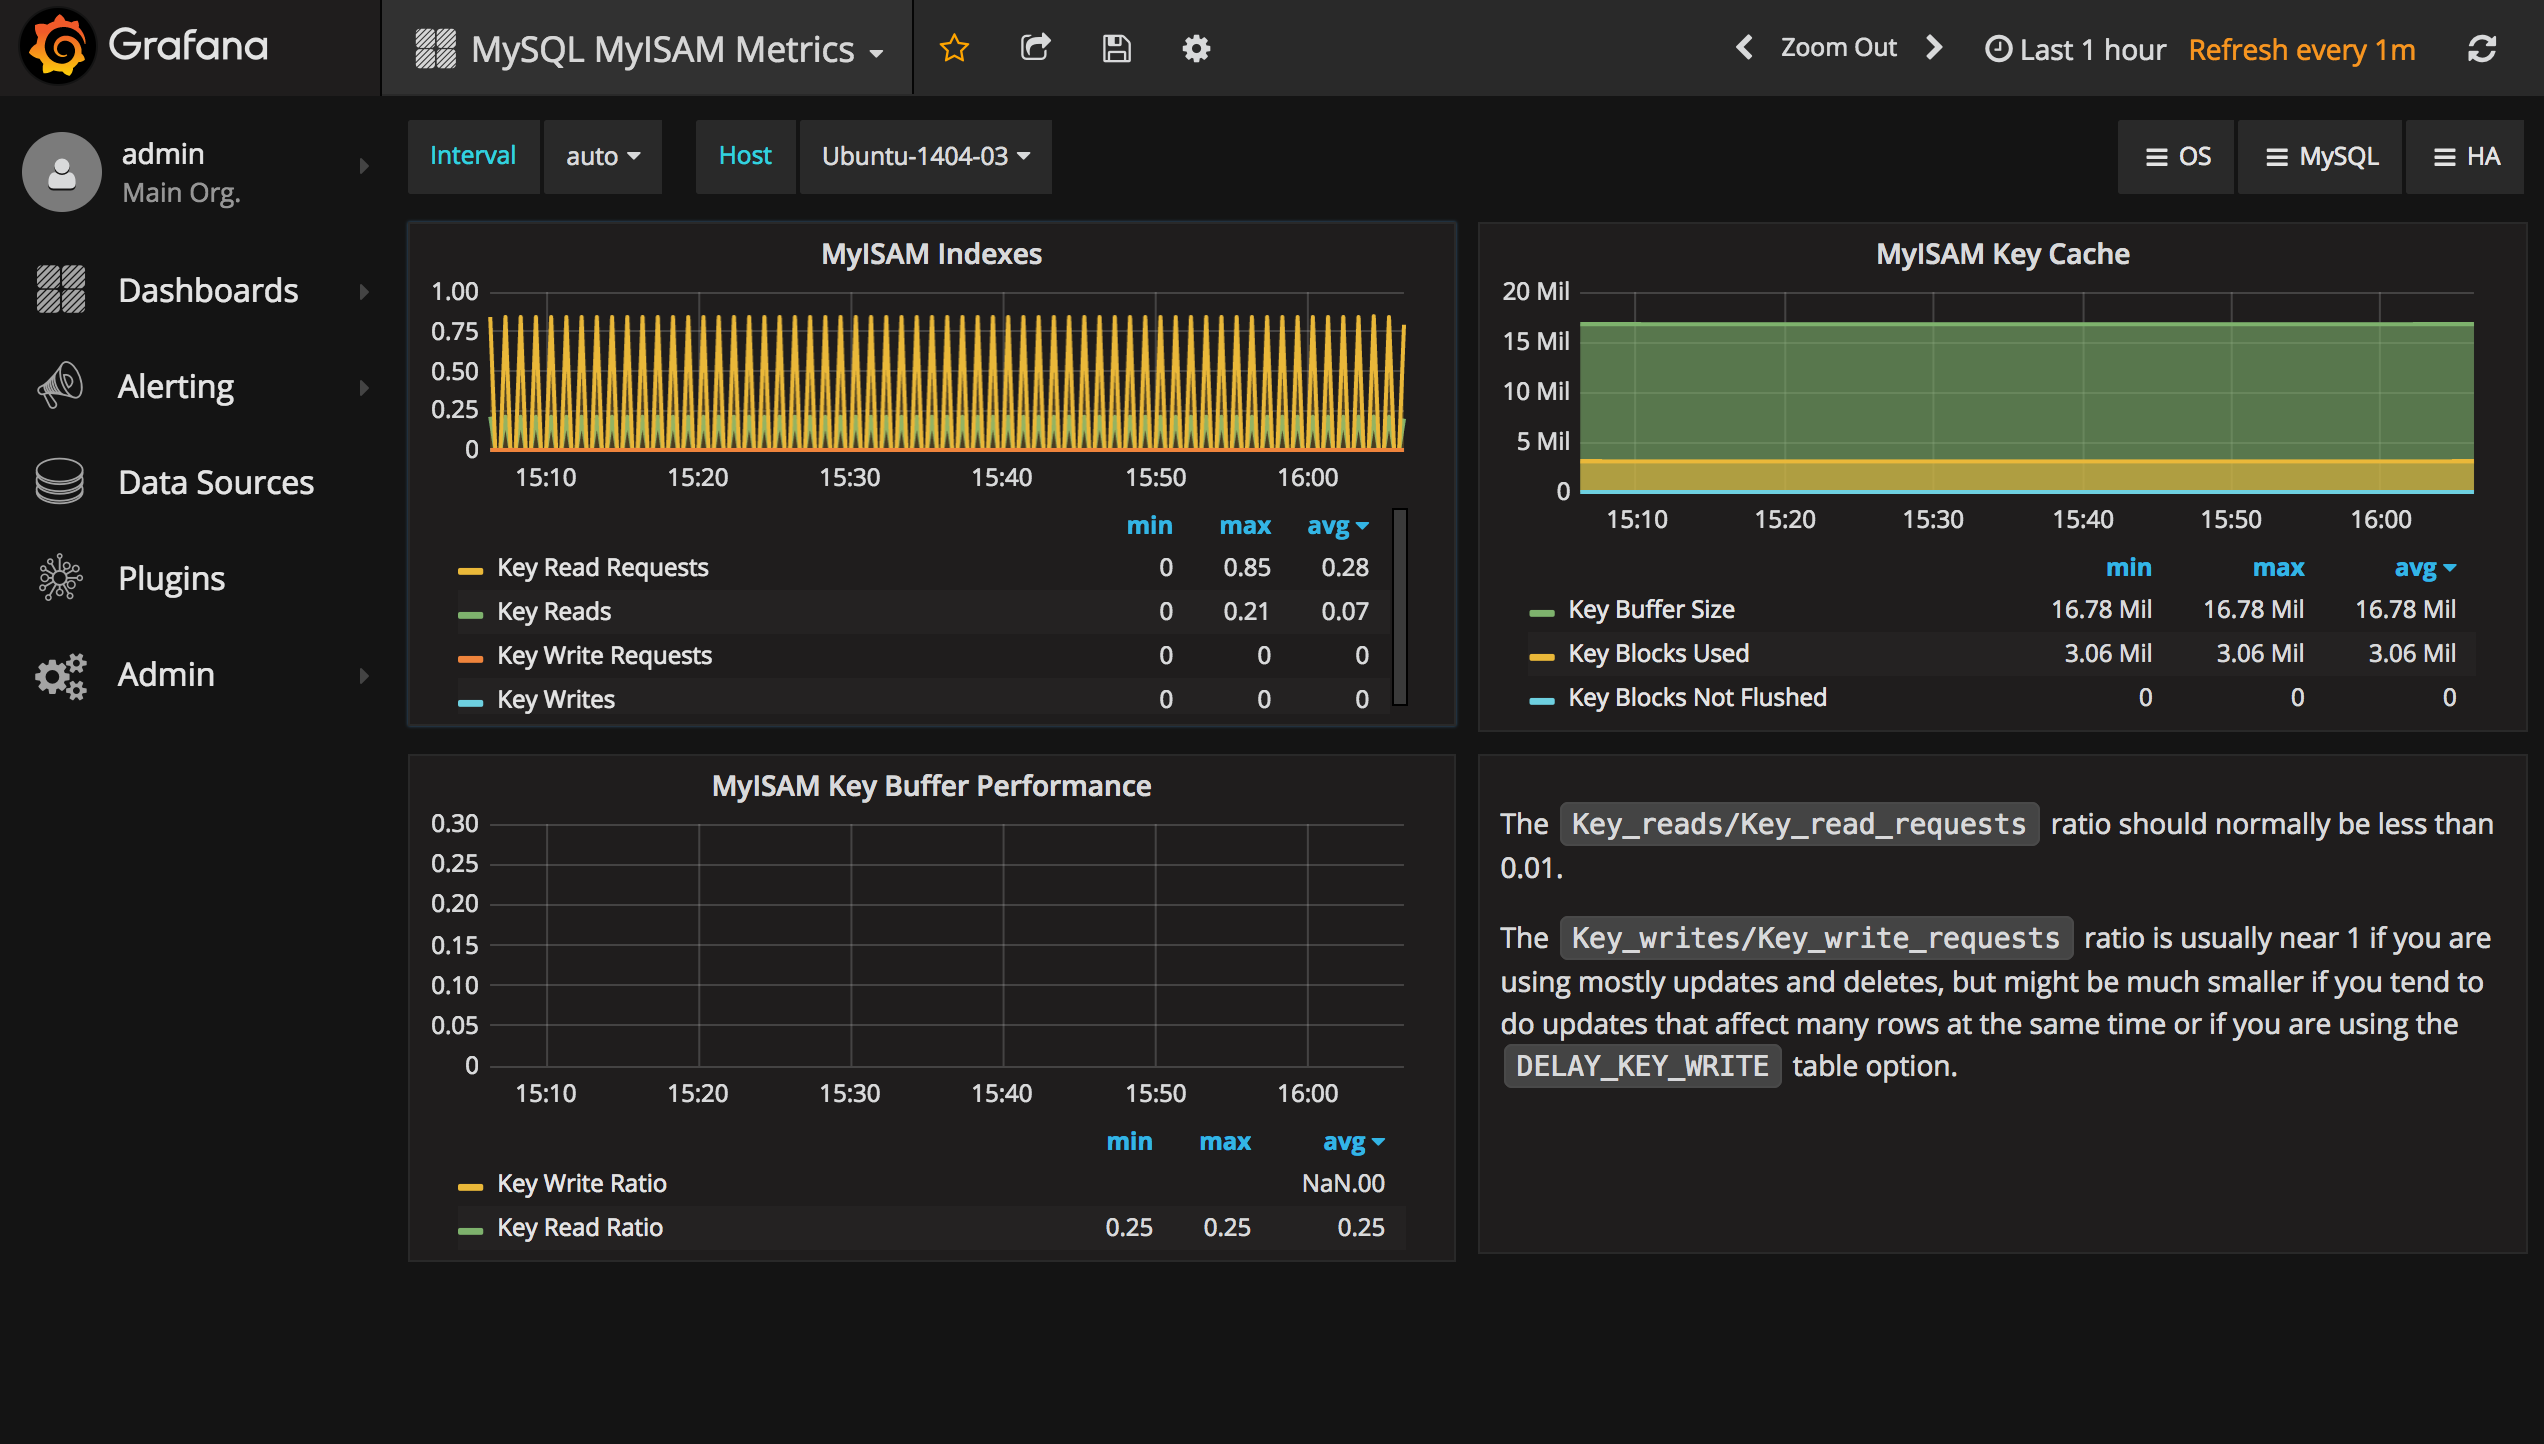 Grafana
MySQL MyISAM Metrics
Zoom Out
Last 1 hour
Refresh every 1m
admin
Main Org.
Dashboards
Alerting
Data Sources
Plugins
Admin
Interval
auto
Host
Ubuntu-1404-03
OS
MySQL
HA
MyISAM Indexes
1.00
0.75
0.50
0.25
0
15:10 15:20 15:30 15:40 15:50 16:00
min max avg
Key Read Requests 0 0.85 0.28
Key Reads 0 0.21 0.07
Key Write Requests 0 0 0
Key Writes 0 0 0
MyISAM Key Cache
20 Mil
15 Mil
10 Mil
5 Mil
0
15:10 15:20 15:30 15:40 15:50 16:00
min max avg
Key Buffer Size 16.78 Mil 16.78 Mil 16.78 Mil
Key Blocks Used 3.06 Mil 3.06 Mil 3.06 Mil
Key Blocks Not Flushed 0 0 0
MyISAM Key Buffer Performance
0.30
0.25
0.20
0.15
0.10
0.05
0
15:10 15:20 15:30 15:40 15:50 16:00
min max avg
Key Write Ratio NaN.00
Key Read Ratio 0.25 0.25 0.25
The Key_reads/Key_read_requests ratio should normally be less than
0.01.
The Key_writes/Key_write_requests ratio is usually near 1 if you are
using mostly updates and deletes, but might be much smaller if you tend to
do updates that affect many rows at the same time or if you are using the
DELAY_KEY_WRITE table option.